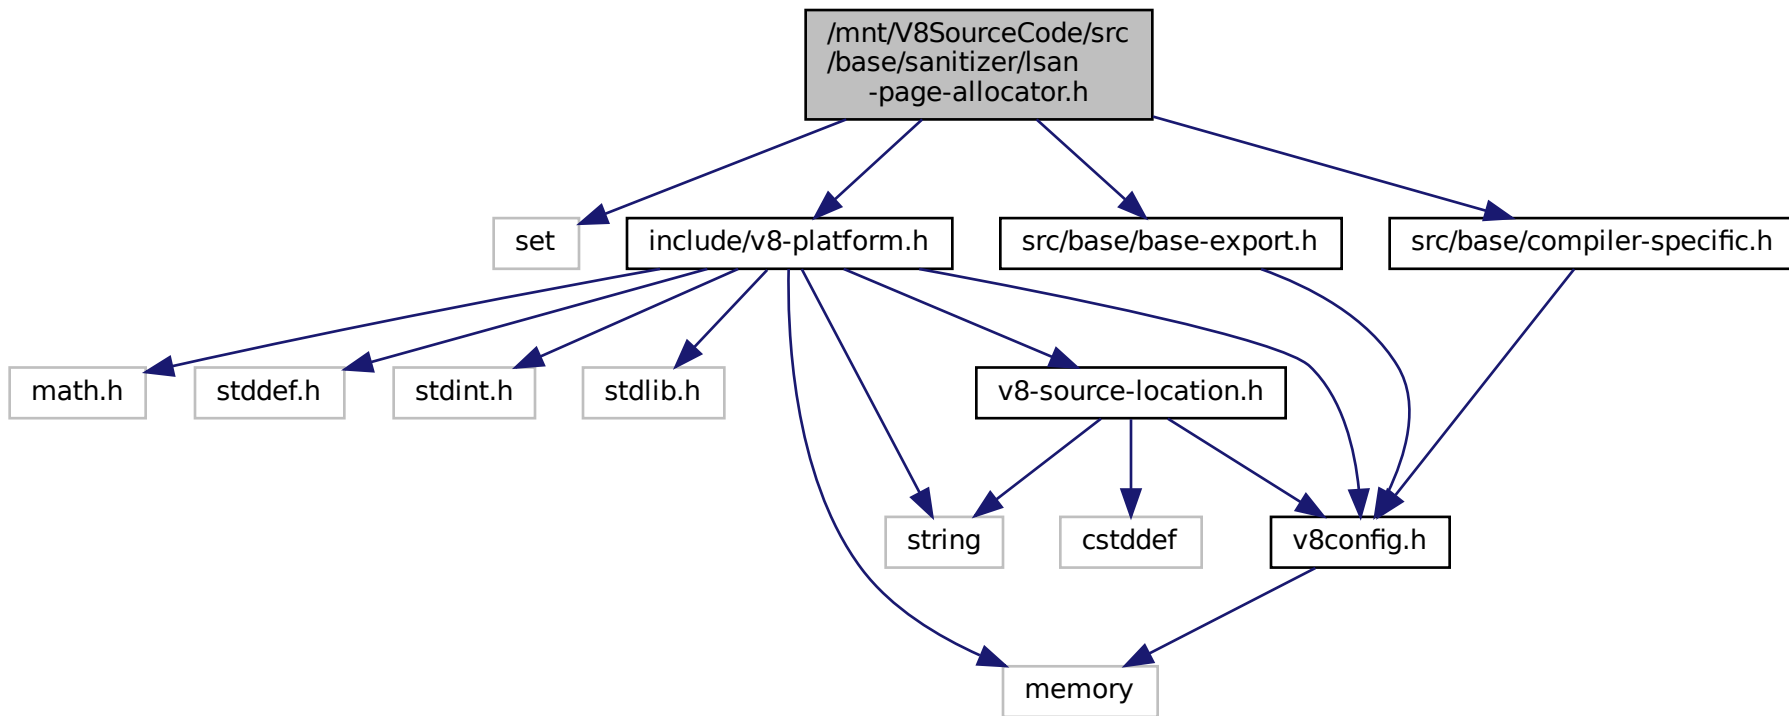 /mnt/V8SourceCode/src
/base/sanitizer/lsan
-page-allocator.h
set
include/v8-platform.h
src/base/base-export.h
src/base/compiler-specific.h
math.h
stddef.h
stdint.h
stdlib.h
v8-source-location.h
string
cstddef
v8config.h
memory